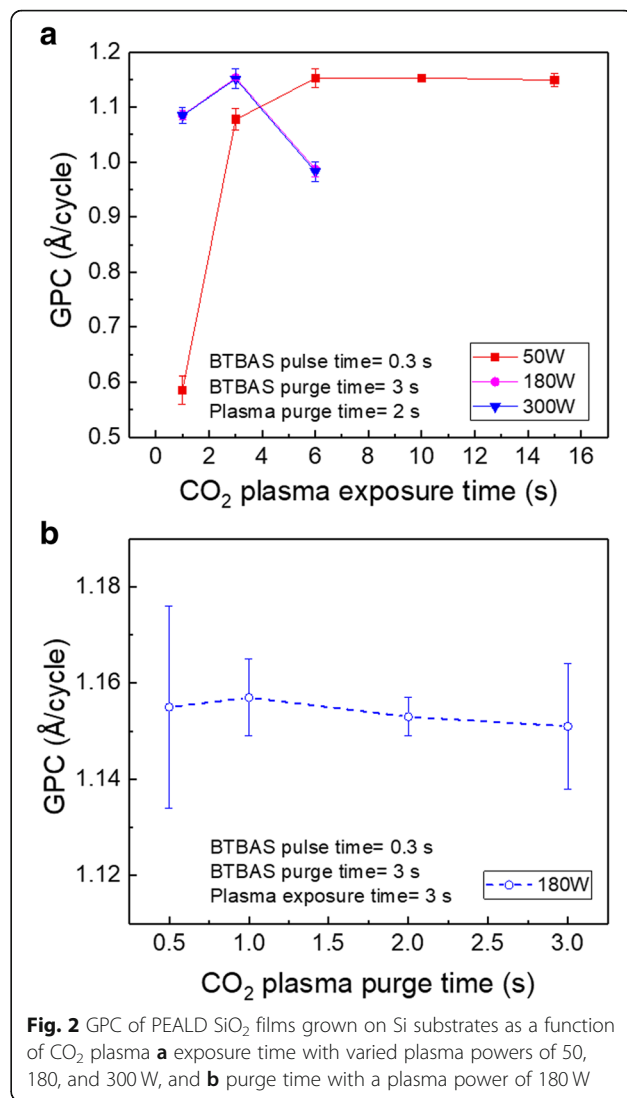 a
1.2
1.1
1.0
0.9
0.8
0.7
0.6
0.5
GPC (Å/cycle)
BTBAS pulse time= 0.3 s
BTBAS purge time= 3 s
Plasma purge time= 2 s
50W
180W
300W
0 2 4 6 8 10 12 14 16
CO₂ plasma exposure time (s)
b
1.18
1.16
1.14
1.12
GPC (Å/cycle)
BTBAS pulse time= 0.3 s
BTBAS purge time= 3 s
Plasma exposure time= 3 s
180W
0.5 1.0 1.5 2.0 2.5 3.0
CO₂ plasma purge time (s)
Fig. 2 GPC of PEALD SiO₂ films grown on Si substrates as a function
of CO₂ plasma a exposure time with varied plasma powers of 50,
180, and 300 W, and b purge time with a plasma power of 180 W